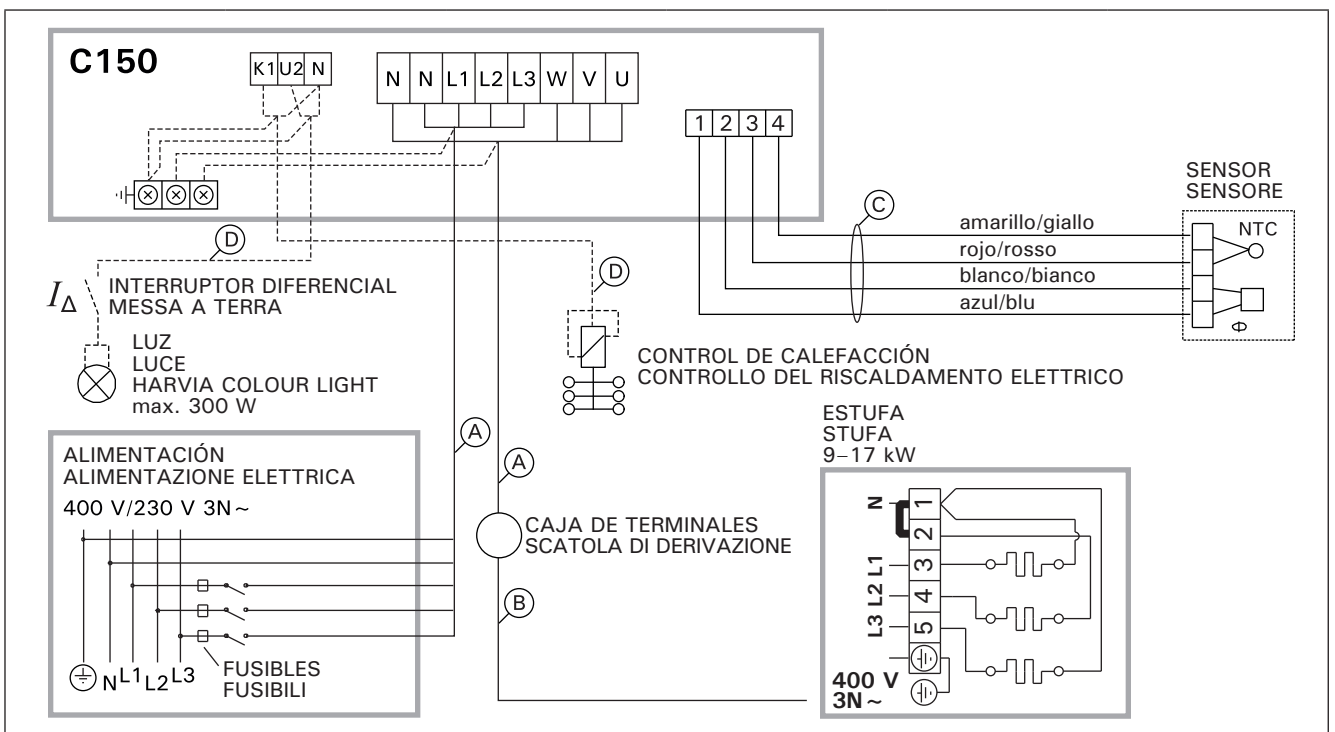 C150
K1 U2 N
N N L1 L2 L3 W V U
1 2 3 4
SENSOR
SENSORE
C
amarillo/giallo
rojo/rosso
blanco/bianco
azul/blu
NTC
Φ
D
I∆
INTERRUPTOR DIFERENCIAL
MESSA A TERRA
D
LUZ
LUCE
HARVIA COLOUR LIGHT
max. 300 W
CONTROL DE CALEFACCIÓN
CONTROLLO DEL RISCALDAMENTO ELETTRICO
A
A
ALIMENTACIÓN
ALIMENTAZIONE ELETTRICA
400 V/230 V 3N~
N L1 L2 L3
FUSIBLES
FUSIBILI
CAJA DE TERMINALES
SCATOLA DI DERIVAZIONE
B
ESTUFA
STUFA
9–17 kW
N 1
2
L1 3
L2 4
L3 5
400 V
3N~